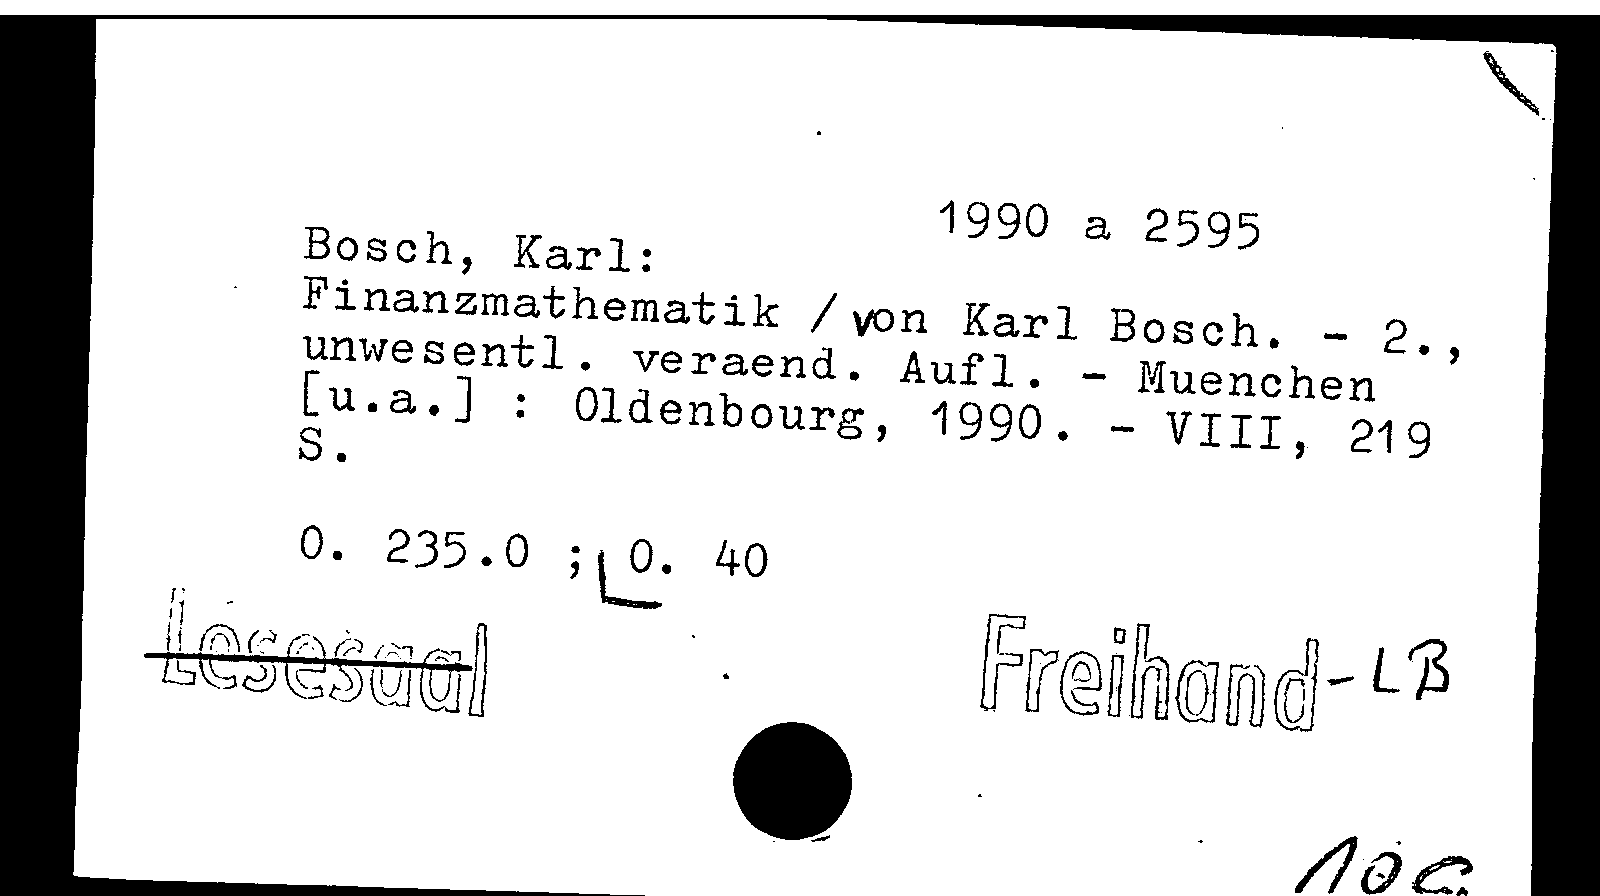 1990 a 2595
Bosch, Karl:
Finanzmathematik / von Karl Bosch. - 2.,
unwesentl. veraend. Aufl. - Muenchen
[u.a.] : Oldenbourg, 1990. - VIII, 219
S.
0. 235.0 ; 0. 40
Lesesaal
Freihand - LB